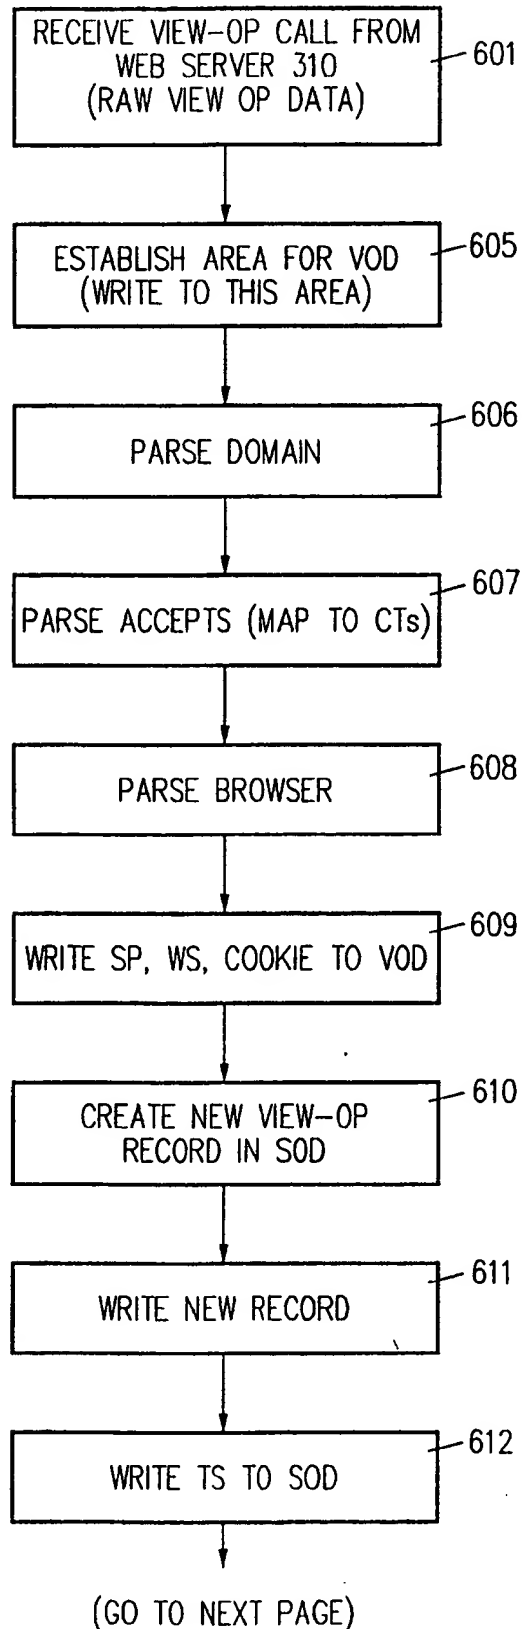 RECEIVE VIEW-OP CALL FROM
WEB SERVER 310
(RAW VIEW OP DATA)
601
ESTABLISH AREA FOR VOD
(WRITE TO THIS AREA)
605
PARSE DOMAIN
606
PARSE ACCEPTS (MAP TO CTs)
607
PARSE BROWSER
608
WRITE SP, WS, COOKIE TO VOD
609
CREATE NEW VIEW-OP
RECORD IN SOD
610
WRITE NEW RECORD
611
WRITE TS TO SOD
612
(GO TO NEXT PAGE)